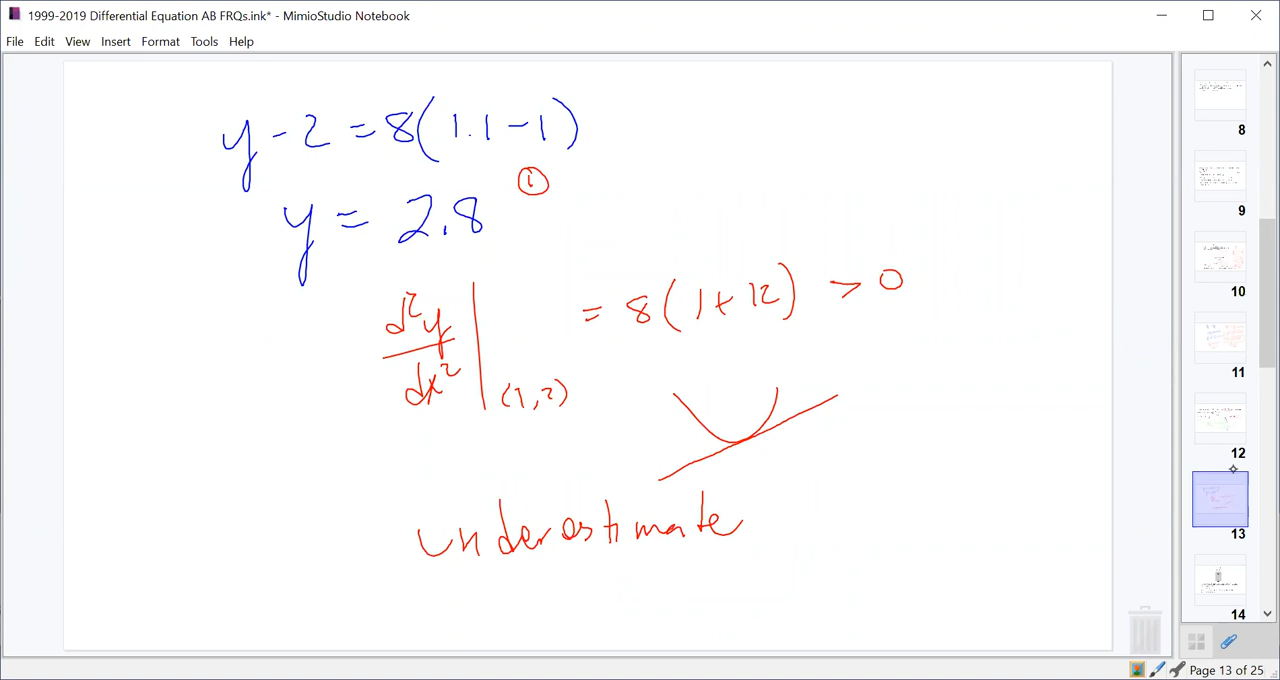 1999-2019 Differential Equation AB FRQs.ink* - MimioStudio Notebook
File Edit View Insert Format Tools Help
y - 2 = 8(1.1 - 1)
①
y = 2.8
d²y/dx² |(1,2) = 8(1 + 12) > 0
underestimate
8
9
10
11
12
13
14
Page 13 of 25